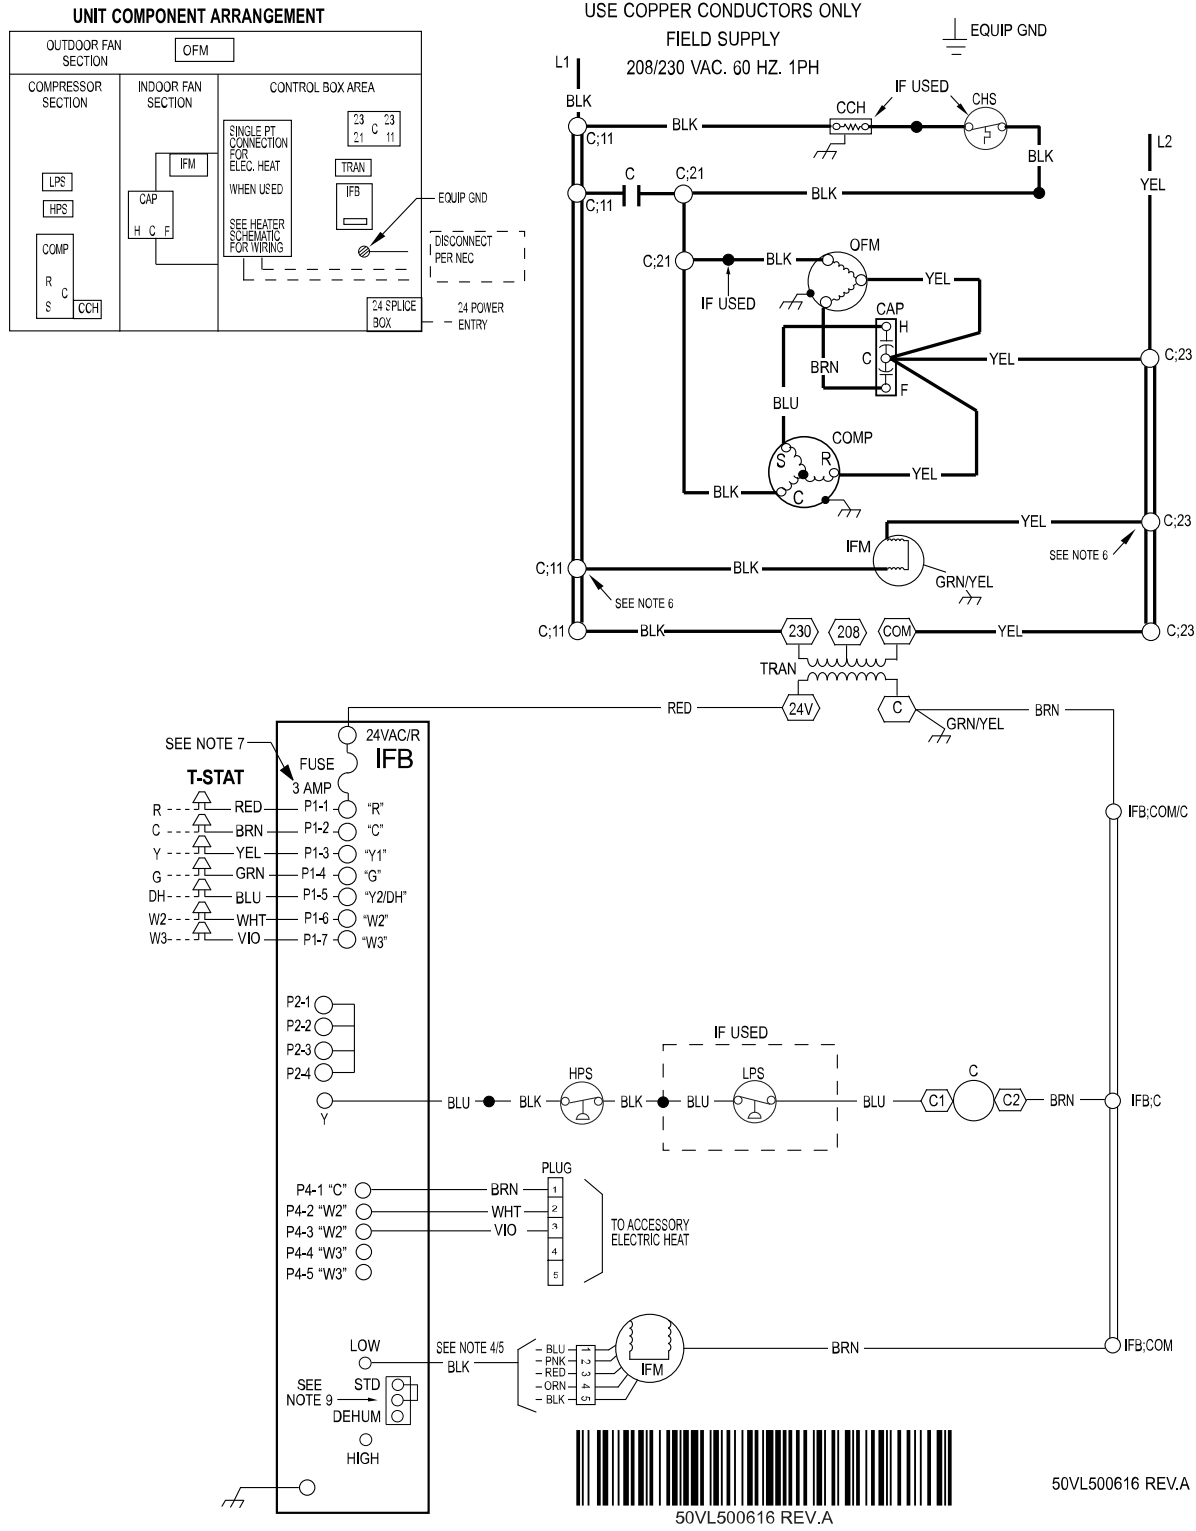 UNIT COMPONENT ARRANGEMENT
OUTDOOR FAN
SECTION
OFM
COMPRESSOR
SECTION
INDOOR FAN
SECTION
CONTROL BOX AREA
LPS
HPS
COMP
R
C
S
CCH
IFM
CAP
H C F
SINGLE PT
CONNECTION
FOR
ELEC. HEAT
WHEN USED
SEE HEATER
SCHEMATIC
FOR WIRING
23 C 23
21 11
TRAN
IFB
EQUIP GND
DISCONNECT
PER NEC
24 SPLICE
BOX
24 POWER
ENTRY
USE COPPER CONDUCTORS ONLY
FIELD SUPPLY
208/230 VAC. 60 HZ. 1PH
EQUIP GND
L1
BLK
C;11
BLK
CCH
IF USED
CHS
BLK
L2
YEL
C;11
C
C;21
BLK
C;21
BLK
IF USED
OFM
YEL
CAP
H
C
F
BRN
BLU
YEL
C;23
COMP
S
R
C
YEL
BLK
YEL
C;23
SEE NOTE 6
IFM
GRN/YEL
C;11
BLK
SEE NOTE 6
C;11
BLK
230
208
COM
YEL
C;23
TRAN
24V
C
RED
GRN/YEL
BRN
SEE NOTE 7
24VAC/R
IFB
FUSE
3 AMP
T-STAT
R RED P1-1 "R"
C BRN P1-2 "C"
Y YEL P1-3 "Y1"
G GRN P1-4 "G"
DH BLU P1-5 "Y2/DH"
W2 WHT P1-6 "W2"
W3 VIO P1-7 "W3"
IFB;COM/C
P2-1
P2-2
P2-3
P2-4
Y
BLU
BLK
HPS
BLK
IF USED
BLU
LPS
BLU
C1
C
C2
BRN
IFB;C
PLUG
P4-1 "C" BRN 1
P4-2 "W2" WHT 2
P4-3 "W2" VIO 3
P4-4 "W3" 4
P4-5 "W3" 5
TO ACCESSORY
ELECTRIC HEAT
LOW
SEE NOTE 4/5
BLK
BLU 1
PNK 2
RED 3
ORN 4
BLK 5
IFM
BRN
IFB;COM
SEE
NOTE 9
STD
DEHUM
HIGH
50VL500616 REV.A
50VL500616 REV.A